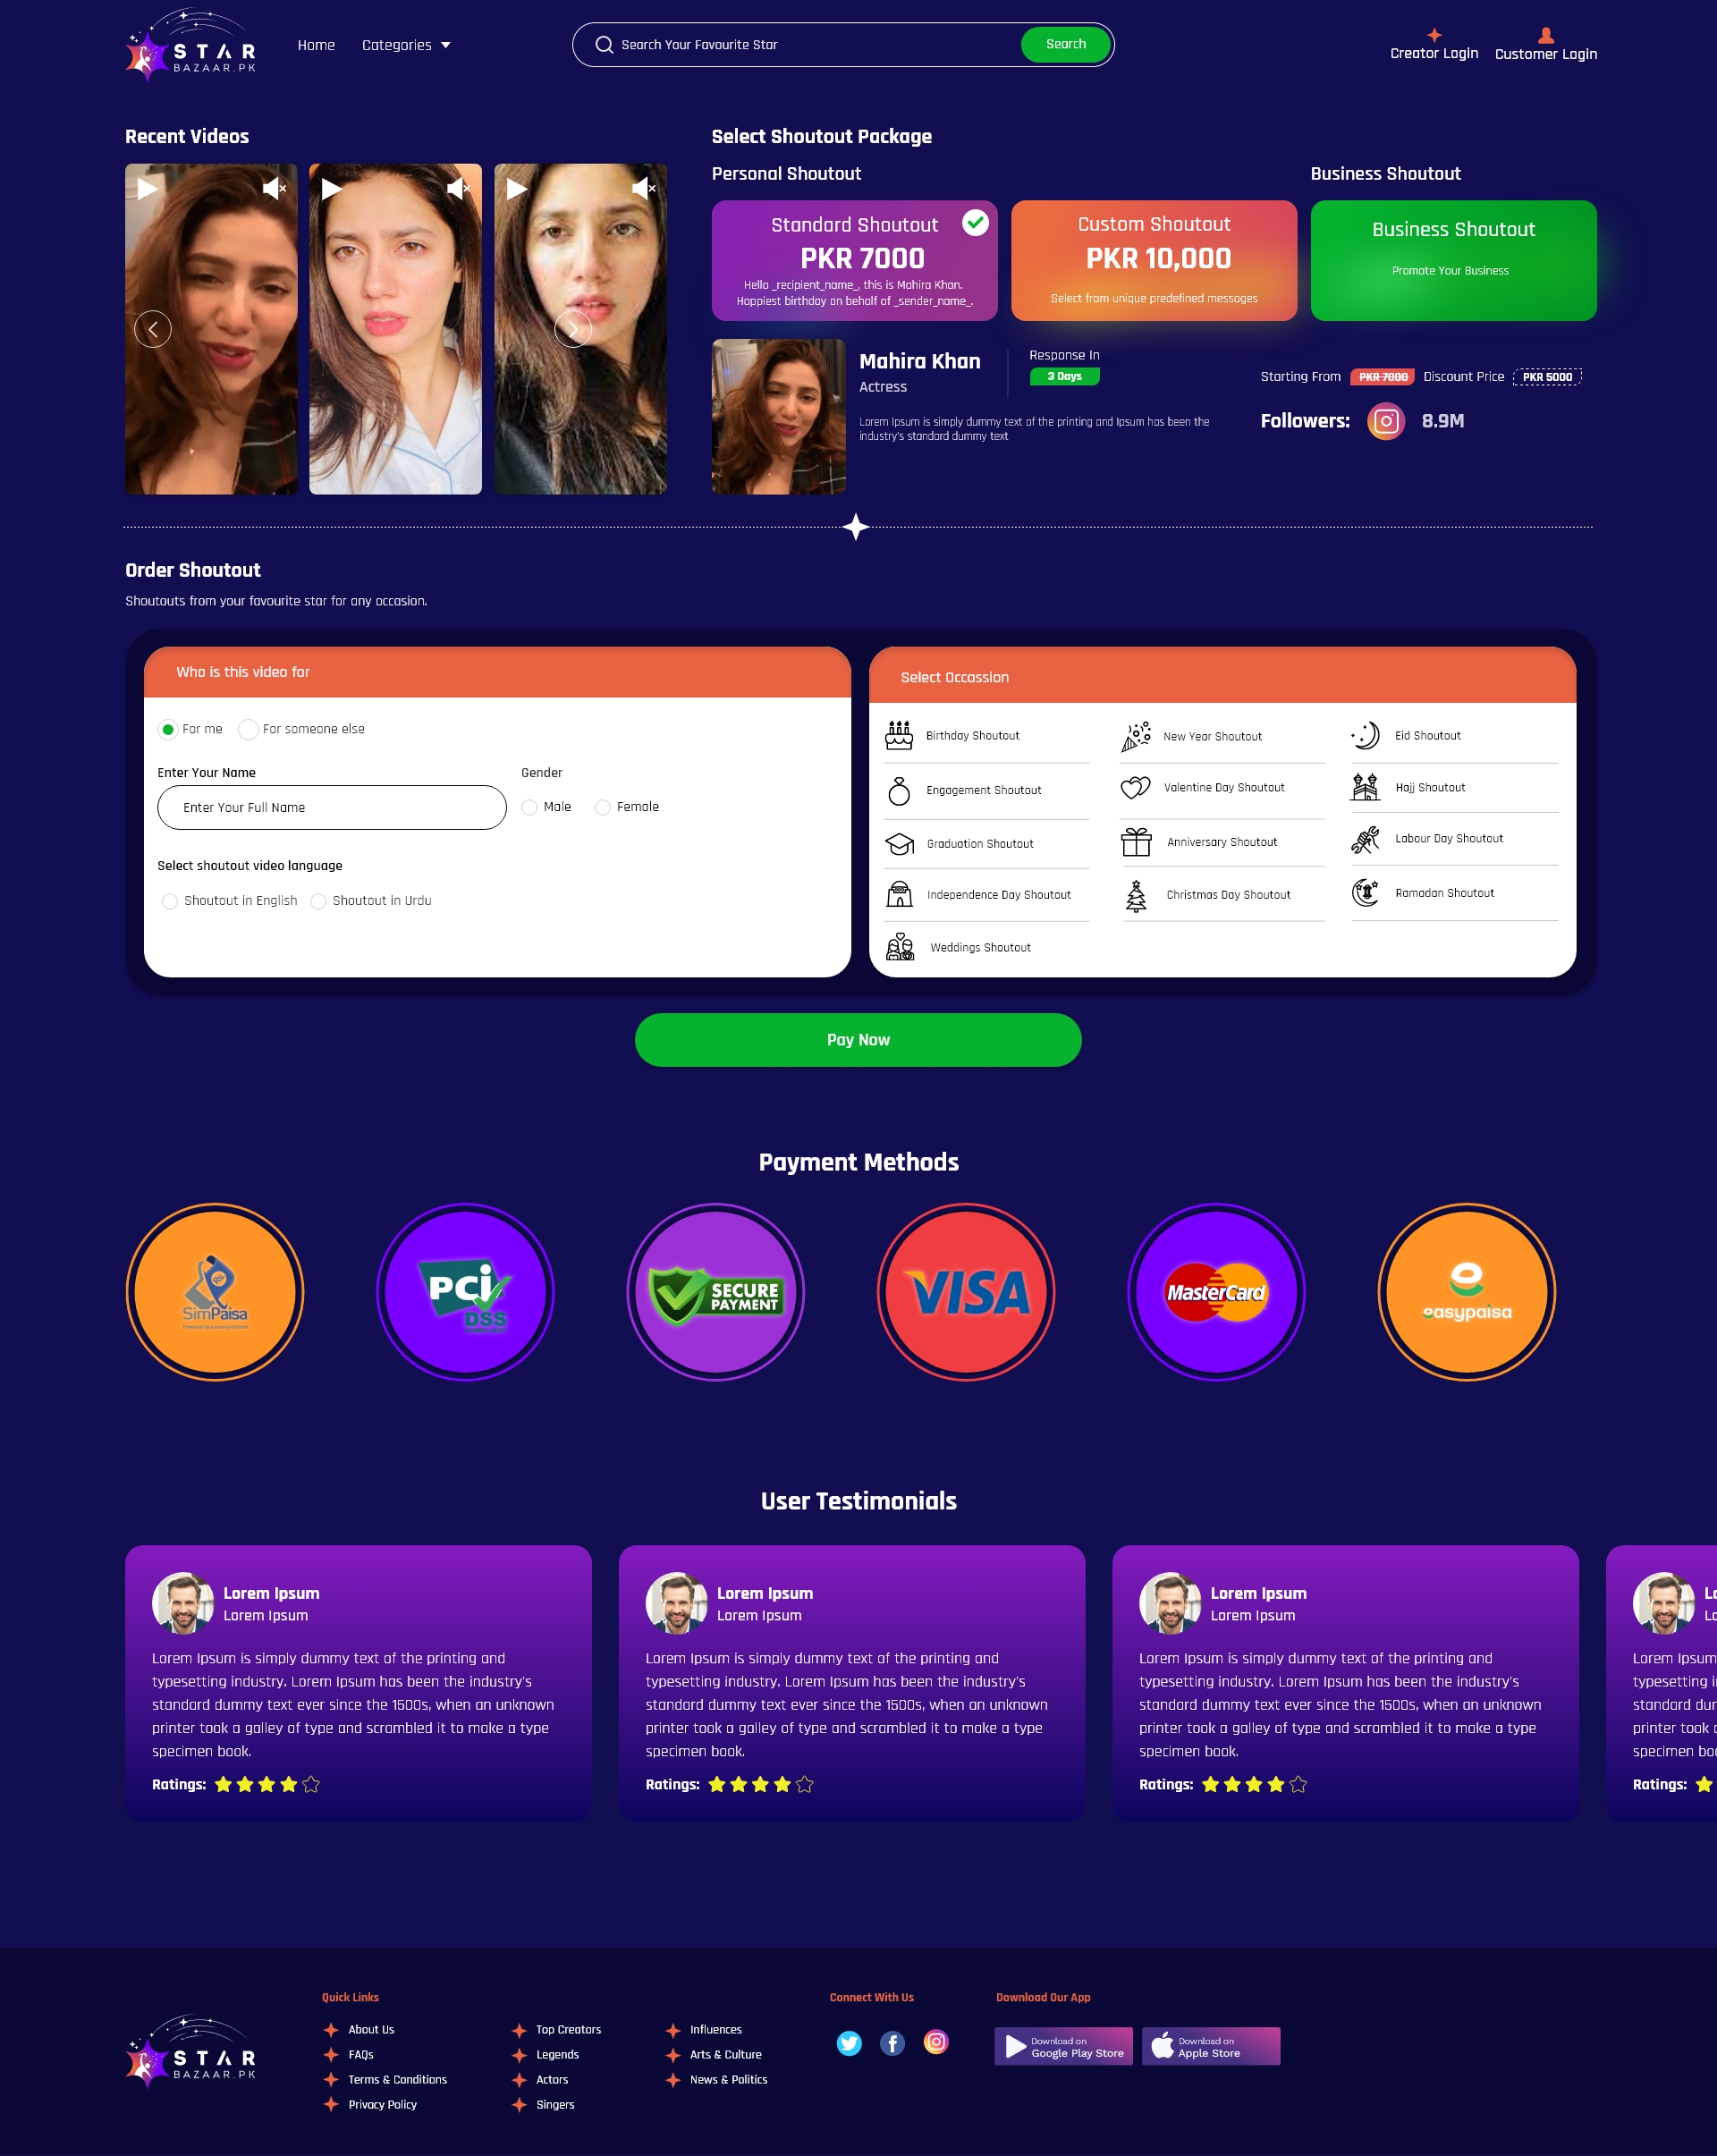 STAR
BAZAAR.PK
Home
Categories
Search Your Favourite Star
Search
Creator Login
Customer Login
Recent Videos
Select Shoutout Package
Personal Shoutout
Business Shoutout
Standard Shoutout
PKR 7000
Hello _recipient_name_, this is Mahira Khan.
Happiest birthday on behalf of _sender_name_.
Custom Shoutout
PKR 10,000
Select from unique predefined messages
Business Shoutout
Promote Your Business
Mahira Khan
Actress
Response In
3 Days
Lorem Ipsum is simply dummy text of the printing and Ipsum has been the
industry's standard dummy text
Starting From
PKR 7000
Discount Price
PKR 5000
Followers:
8.9M
Order Shoutout
Shoutouts from your favourite star for any occasion.
Who is this video for
For me
For someone else
Enter Your Name
Enter Your Full Name
Gender
Male
Female
Select shoutout video language
Shoutout in English
Shoutout in Urdu
Select Occassion
Birthday Shoutout
New Year Shoutout
Eid Shoutout
Engagement Shoutout
Valentine Day Shoutout
Hajj Shoutout
Graduation Shoutout
Anniversary Shoutout
Labour Day Shoutout
Independence Day Shoutout
Christmas Day Shoutout
Ramadan Shoutout
Weddings Shoutout
Pay Now
Payment Methods
SimPaisa
PCi
DSS
SECURE
PAYMENT
VISA
MasterCard
easypaisa
User Testimonials
Lorem Ipsum
Lorem Ipsum
Lorem Ipsum is simply dummy text of the printing and
typesetting industry. Lorem Ipsum has been the industry's
standard dummy text ever since the 1500s, when an unknown
printer took a galley of type and scrambled it to make a type
specimen book.
Ratings:
Lorem Ipsum
Lorem Ipsum
Lorem Ipsum is simply dummy text of the printing and
typesetting industry. Lorem Ipsum has been the industry's
standard dummy text ever since the 1500s, when an unknown
printer took a galley of type and scrambled it to make a type
specimen book.
Ratings:
Lorem Ipsum
Lorem Ipsum
Lorem Ipsum is simply dummy text of the printing and
typesetting industry. Lorem Ipsum has been the industry's
standard dummy text ever since the 1500s, when an unknown
printer took a galley of type and scrambled it to make a type
specimen book.
Ratings:
Lorem Ipsum
typesetting
standard
printer took
specimen
Ratings:
STAR
BAZAAR.PK
Quick Links
About Us
FAQs
Terms & Conditions
Privacy Policy
Top Creators
Legends
Actors
Singers
Influences
Arts & Culture
News & Politics
Connect With Us
Download Our App
Download on
Google Play Store
Download on
Apple Store